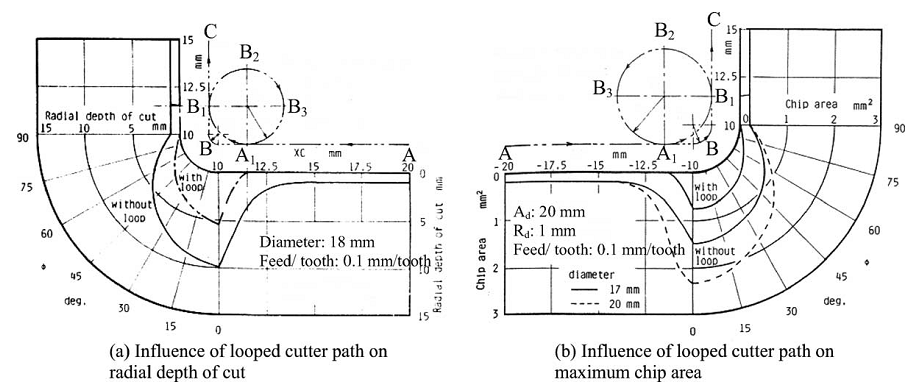 C
15
mm
12.5
10
B₂
B₁
B₃
B
A₁
A
Radial depth of cut
15
10
5
mm
90
75
60
45
30
15
0
ϕ
deg.
with
loop
without
loop
10
12.5
15
17.5
20
XC
mm
0
5
10
15
Radial depth of cut
mm
Diameter: 18 mm
Feed/ tooth: 0.1 mm/tooth
(a) Influence of looped cutter path on
radial depth of cut
B₂
C
15
mm
12.5
10
B₃
B₁
B
A
A₁
Chip area
mm²
0
1
2
3
-20
-17.5
-15
-12.5
-10
mm
0
1
2
3
mm²
Chip area
with
loop
without
loop
Ad: 20 mm
Rd: 1 mm
Feed/ tooth: 0.1 mm/tooth
diameter
17 mm
20 mm
90
75
60
45
30
15
0
ϕ
deg.
(b) Influence of looped cutter path on
maximum chip area